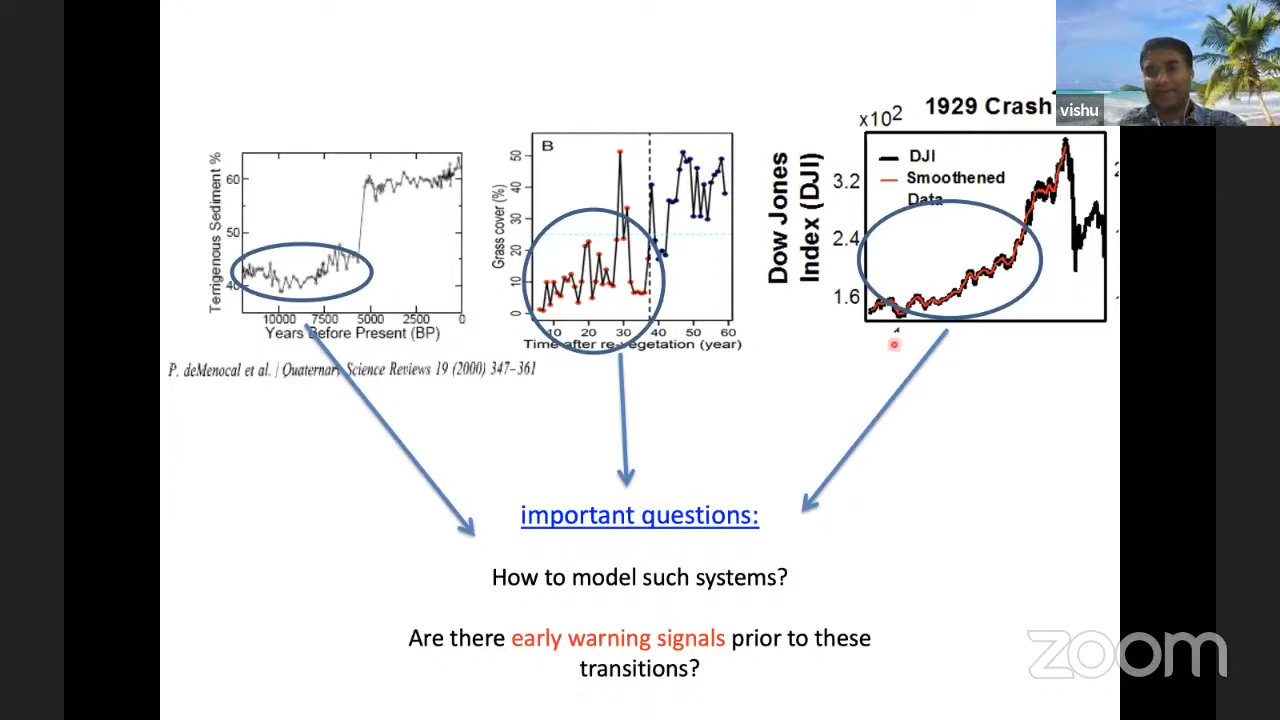 vishu
1929 Crash
x10²
Dow Jones
Index (DJI)
DJI
Smoothened
Data
3.2
2.4
1.6
Terrigenous Sediment %
60
50
40
10000 7500 5000 2500 0
Years Before Present (BP)
P. deMenocal et al. / Quaternary Science Reviews 19 (2000) 347–361
B
Grass cover (%)
50
40
30
20
10
0
10 20 30 40 50 60
Time after re-vegetation (year)
important questions:
How to model such systems?
Are there early warning signals prior to these
transitions?
zoom